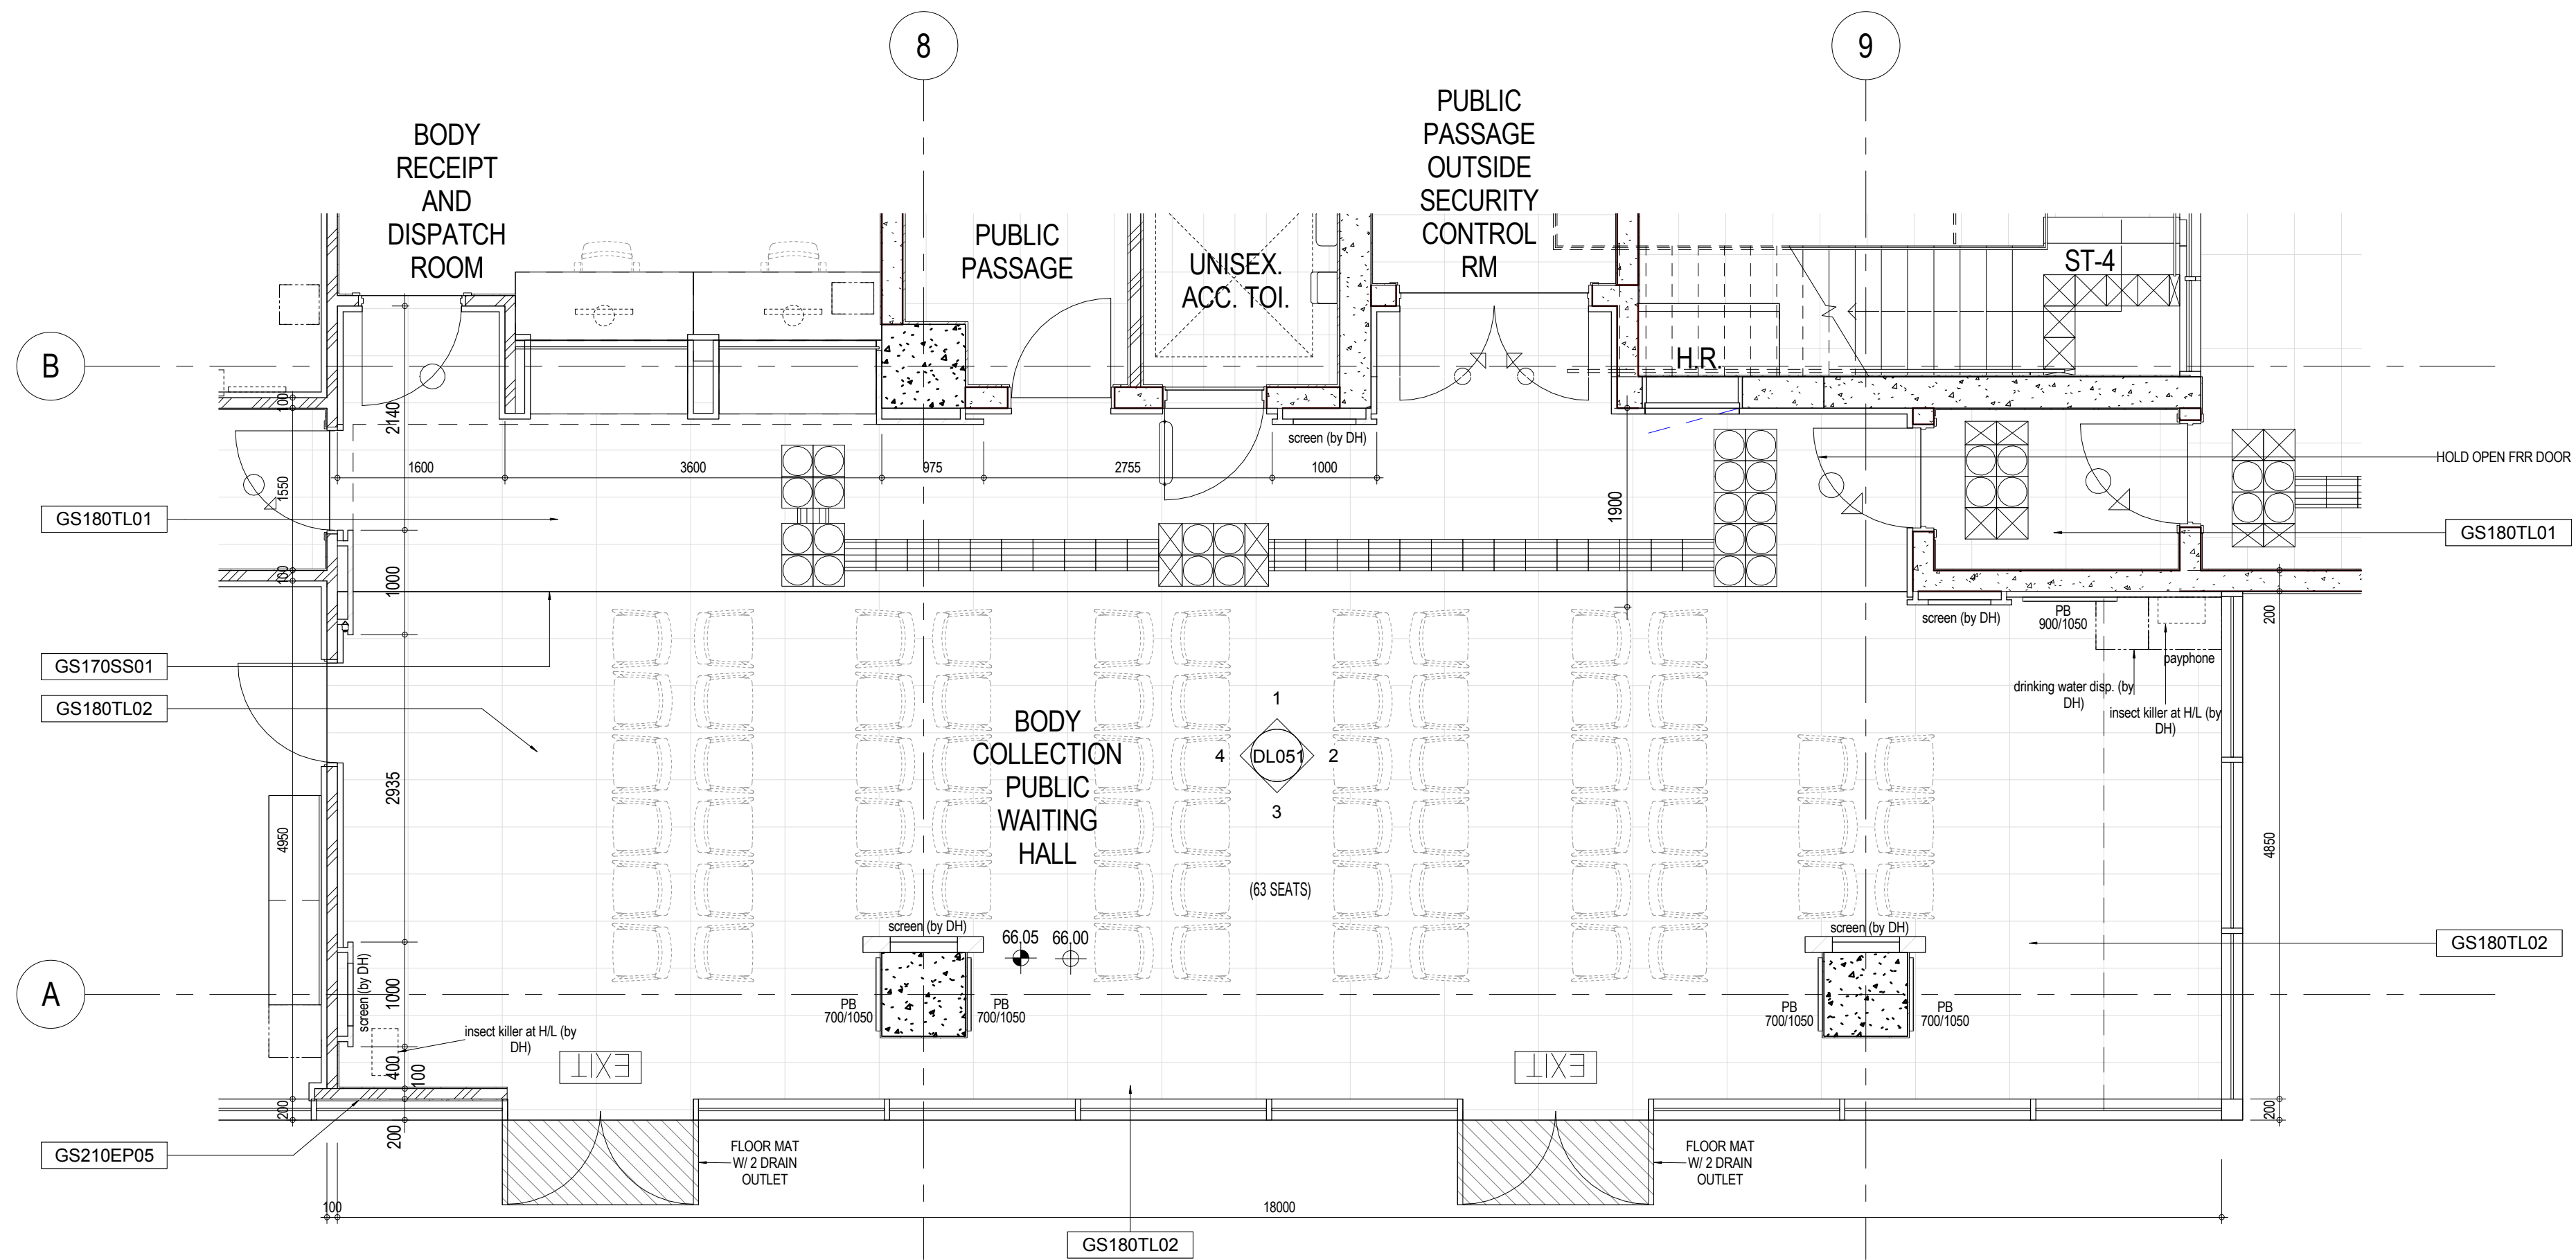 8
9
BODY
RECEIPT
AND
DISPATCH
ROOM
PUBLIC
PASSAGE
UNISEX.
ACC. TOI.
PUBLIC
PASSAGE
OUTSIDE
SECURITY
CONTROL
RM
ST-4
H.R.
B
100
2140
1550
1600
3600
975
2755
1000
screen (by DH)
1900
HOLD OPEN FRR DOOR
GS180TL01
GS180TL01
100
1000
screen (by DH)
PB
900/1050
200
payphone
drinking water disp. (by
DH)
insect killer at H/L (by
DH)
GS170SS01
GS180TL02
BODY
COLLECTION
PUBLIC
WAITING
HALL
1
4
DL051
2
3
(63 SEATS)
2935
4950
4850
screen (by DH)
66.05
66.00
screen (by DH)
GS180TL02
A
screen (by DH)
1000
PB
700/1050
PB
700/1050
PB
700/1050
PB
700/1050
insect killer at H/L (by
DH)
400
100
EXIT
EXIT
200
200
200
GS210EP05
FLOOR MAT
W/ 2 DRAIN
OUTLET
FLOOR MAT
W/ 2 DRAIN
OUTLET
100
18000
GS180TL02